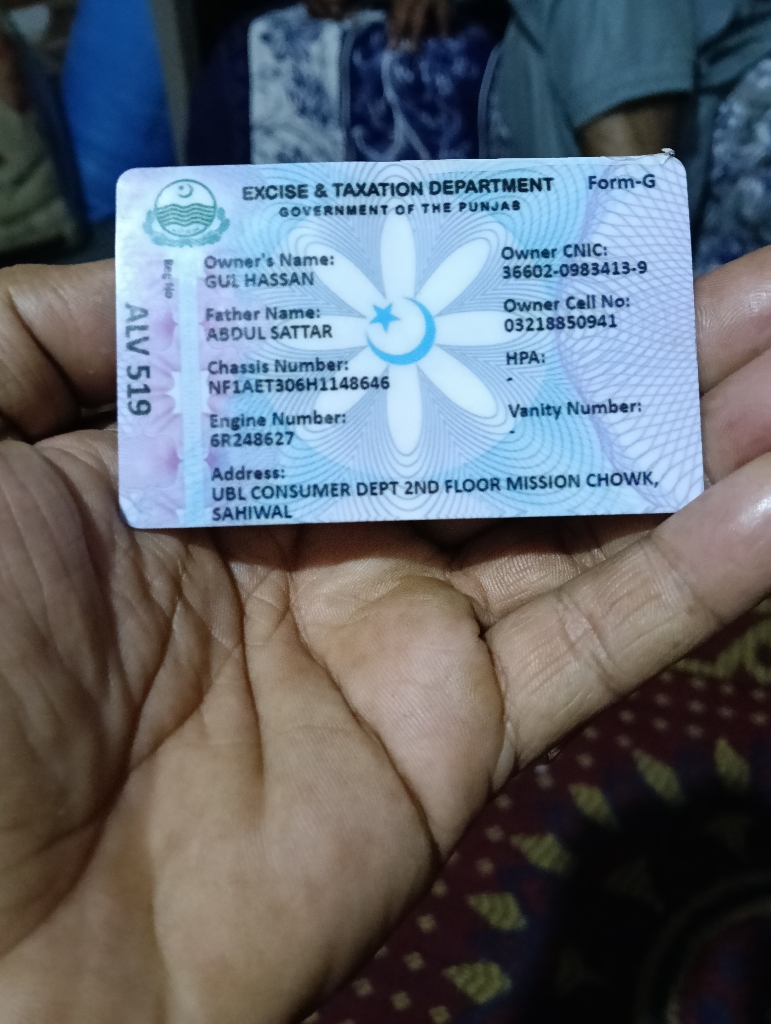 EXCISE & TAXATION DEPARTMENT Form-G
GOVERNMENT OF THE PUNJAB
Reg No
ALV 519
Owner's Name:
GUL HASSAN
Father Name:
ABDUL SATTAR
Chassis Number:
NF1AET306H1148646
Engine Number:
6R248627
Address:
UBL CONSUMER DEPT 2ND FLOOR MISSION CHOWK,
SAHIWAL
Owner CNIC:
36602-0983413-9
Owner Cell No:
03218850941
HPA:
-
Vanity Number:
-